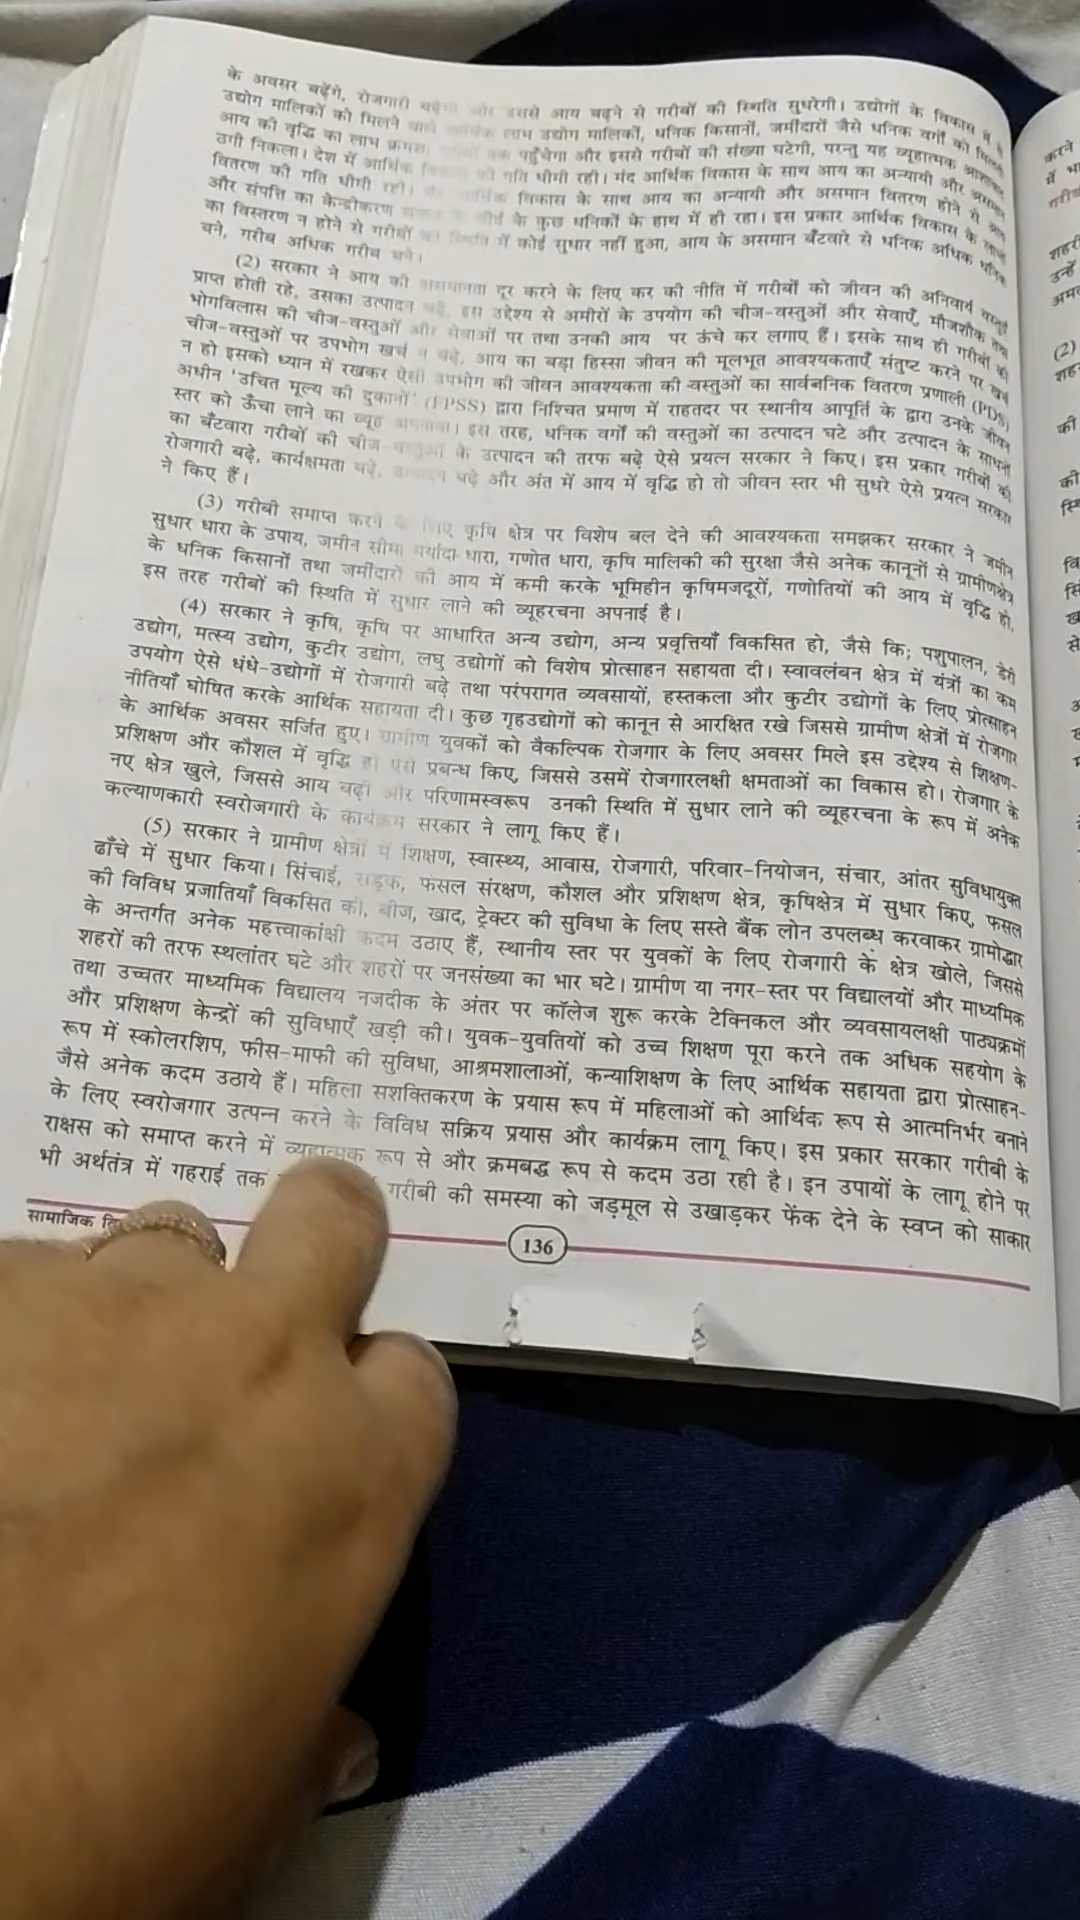 के अवसर बढ़ेंगे, रोजगारी बढ़ेगी और इससे आय बढ़ने से गरीबों की स्थिति सुधरेगी। उद्योगों के विकास में
उद्योग मालिकों को मिलने वाले आर्थिक लाभ उद्योग मालिकों, धनिक किसानों, जमींदारों जैसे धनिक वर्गों को
आय की वृद्धि का लाभ क्रमशः तक पहुँचेगा और इससे गरीबों की संख्या घटेगी, परन्तु यह व्यूहात्मक
ठगी निकला। देश में आर्थिक विकास की गति धीमी रही। मंद आर्थिक विकास के साथ आय का अन्यायी और असमान
वितरण की गति धीमी रही। मंद आर्थिक विकास के साथ आय का अन्यायी और असमान वितरण होने से आय
और संपत्ति का केन्द्रीकरण समाज के शीर्ष के कुछ धनिकों के हाथ में ही रहा। इस प्रकार आर्थिक विकास के लाभों
का विस्तरण न होने से गरीबों की स्थिति में कोई सुधार नहीं हुआ, आय के असमान बँटवारे से धनिक अधिक धनिक
बने, गरीब अधिक गरीब बने।
(2) सरकार ने आय की असमानता दूर करने के लिए कर की नीति में गरीबों को जीवन की अनिवार्य वस्तुएँ
प्राप्त होती रहे, उसका उत्पादन बढ़े, इस उद्देश्य से अमीरों के उपयोग की चीज-वस्तुओं और सेवाएँ, मौजशौक तथा
भोगविलास की चीज-वस्तुओं और सेवाओं पर तथा उनकी आय पर ऊंचे कर लगाए हैं। इसके साथ ही गरीबों की
चीज-वस्तुओं पर उपभोग खर्च न बढ़े, आय का बड़ा हिस्सा जीवन की मूलभूत आवश्यकताएँ संतुष्ट करने पर खर्च
न हो इसको ध्यान में रखकर ऐसी उपभोग की जीवन आवश्यकता की वस्तुओं का सार्वजनिक वितरण प्रणाली (PDS)
अधीन 'उचित मूल्य की दुकानों' (FPSS) द्वारा निश्चित प्रमाण में राहतदर पर स्थानीय आपूर्ति के द्वारा उनके जीवन
स्तर को ऊँचा लाने का व्यूह अपनाया। इस तरह, धनिक वर्गों की वस्तुओं का उत्पादन घटे और उत्पादन के साधनों
का बँटवारा गरीबों की चीज-वस्तुओं के उत्पादन की तरफ बढ़े ऐसे प्रयत्न सरकार ने किए। इस प्रकार गरीबों की
रोजगारी बढ़े, कार्यक्षमता बढ़े, उत्पादन बढ़े और अंत में आय में वृद्धि हो तो जीवन स्तर भी सुधरे ऐसे प्रयत्न सरकार
ने किए हैं।
(3) गरीबी समाप्त करने के लिए कृषि क्षेत्र पर विशेष बल देने की आवश्यकता समझकर सरकार ने जमीन
सुधार धारा के उपाय, जमीन सीमा मर्यादा धारा, गणोत धारा, कृषि मालिकी की सुरक्षा जैसे अनेक कानूनों से ग्रामीणक्षेत्र
के धनिक किसानों तथा जमींदारों की आय में कमी करके भूमिहीन कृषिमजदूरों, गणोतियों की आय में वृद्धि हो,
इस तरह गरीबों की स्थिति में सुधार लाने की व्यूहरचना अपनाई है।
(4) सरकार ने कृषि, कृषि पर आधारित अन्य उद्योग, अन्य प्रवृत्तियाँ विकसित हो, जैसे कि; पशुपालन, डेरी
उद्योग, मत्स्य उद्योग, कुटीर उद्योग, लघु उद्योगों को विशेष प्रोत्साहन सहायता दी। स्वावलंबन क्षेत्र में यंत्रों का कम
उपयोग ऐसे धंधे-उद्योगों में रोजगारी बढ़े तथा परंपरागत व्यवसायों, हस्तकला और कुटीर उद्योगों के लिए प्रोत्साहन
नीतियाँ घोषित करके आर्थिक सहायता दी। कुछ गृहउद्योगों को कानून से आरक्षित रखे जिससे ग्रामीण क्षेत्रों में रोजगार
के आर्थिक अवसर सर्जित हुए। ग्रामीण युवकों को वैकल्पिक रोजगार के लिए अवसर मिले इस उद्देश्य से शिक्षण-
प्रशिक्षण और कौशल में वृद्धि हो ऐसे प्रबन्ध किए, जिससे उसमें रोजगारलक्षी क्षमताओं का विकास हो। रोजगार के
नए क्षेत्र खुले, जिससे आय बढ़ी और परिणामस्वरूप उनकी स्थिति में सुधार लाने की व्यूहरचना के रूप में अनेक
कल्याणकारी स्वरोजगारी के कार्यक्रम सरकार ने लागू किए हैं।
(5) सरकार ने ग्रामीण क्षेत्रों में शिक्षण, स्वास्थ्य, आवास, रोजगारी, परिवार-नियोजन, संचार, आंतर सुविधायुक्त
ढाँचे में सुधार किया। सिंचाई, सड़क, फसल संरक्षण, कौशल और प्रशिक्षण क्षेत्र, कृषिक्षेत्र में सुधार किए, फसल
की विविध प्रजातियाँ विकसित की, बीज, खाद, ट्रेक्टर की सुविधा के लिए सस्ते बैंक लोन उपलब्ध करवाकर ग्रामोद्धार
के अन्तर्गत अनेक महत्त्वाकांक्षी कदम उठाए हैं, स्थानीय स्तर पर युवकों के लिए रोजगारी के क्षेत्र खोले, जिससे
शहरों की तरफ स्थलांतर घटे और शहरों पर जनसंख्या का भार घटे। ग्रामीण या नगर-स्तर पर विद्यालयों और माध्यमिक
तथा उच्चतर माध्यमिक विद्यालय नजदीक के अंतर पर कॉलेज शुरू करके टेक्निकल और व्यवसायलक्षी पाठ्यक्रमों
और प्रशिक्षण केन्द्रों की सुविधाएँ खड़ी की। युवक-युवतियों को उच्च शिक्षण पूरा करने तक अधिक सहयोग के
रूप में स्कोलरशिप, फीस-माफी की सुविधा, आश्रमशालाओं, कन्याशिक्षण के लिए आर्थिक सहायता द्वारा प्रोत्साहन-
जैसे अनेक कदम उठाये हैं। महिला सशक्तिकरण के प्रयास रूप में महिलाओं को आर्थिक रूप से आत्मनिर्भर बनाने
के लिए स्वरोजगार उत्पन्न करने के विविध सक्रिय प्रयास और कार्यक्रम लागू किए। इस प्रकार सरकार गरीबी के
राक्षस को समाप्त करने में व्यूहात्मक रूप से और क्रमबद्ध रूप से कदम उठा रही है। इन उपायों के लागू होने पर
भी अर्थतंत्र में गहराई तक गरीबी की समस्या को जड़मूल से उखाड़कर फेंक देने के स्वप्न को साकार
सामाजिक
136
करने
शहरी
उन्हें
(2)
की
की